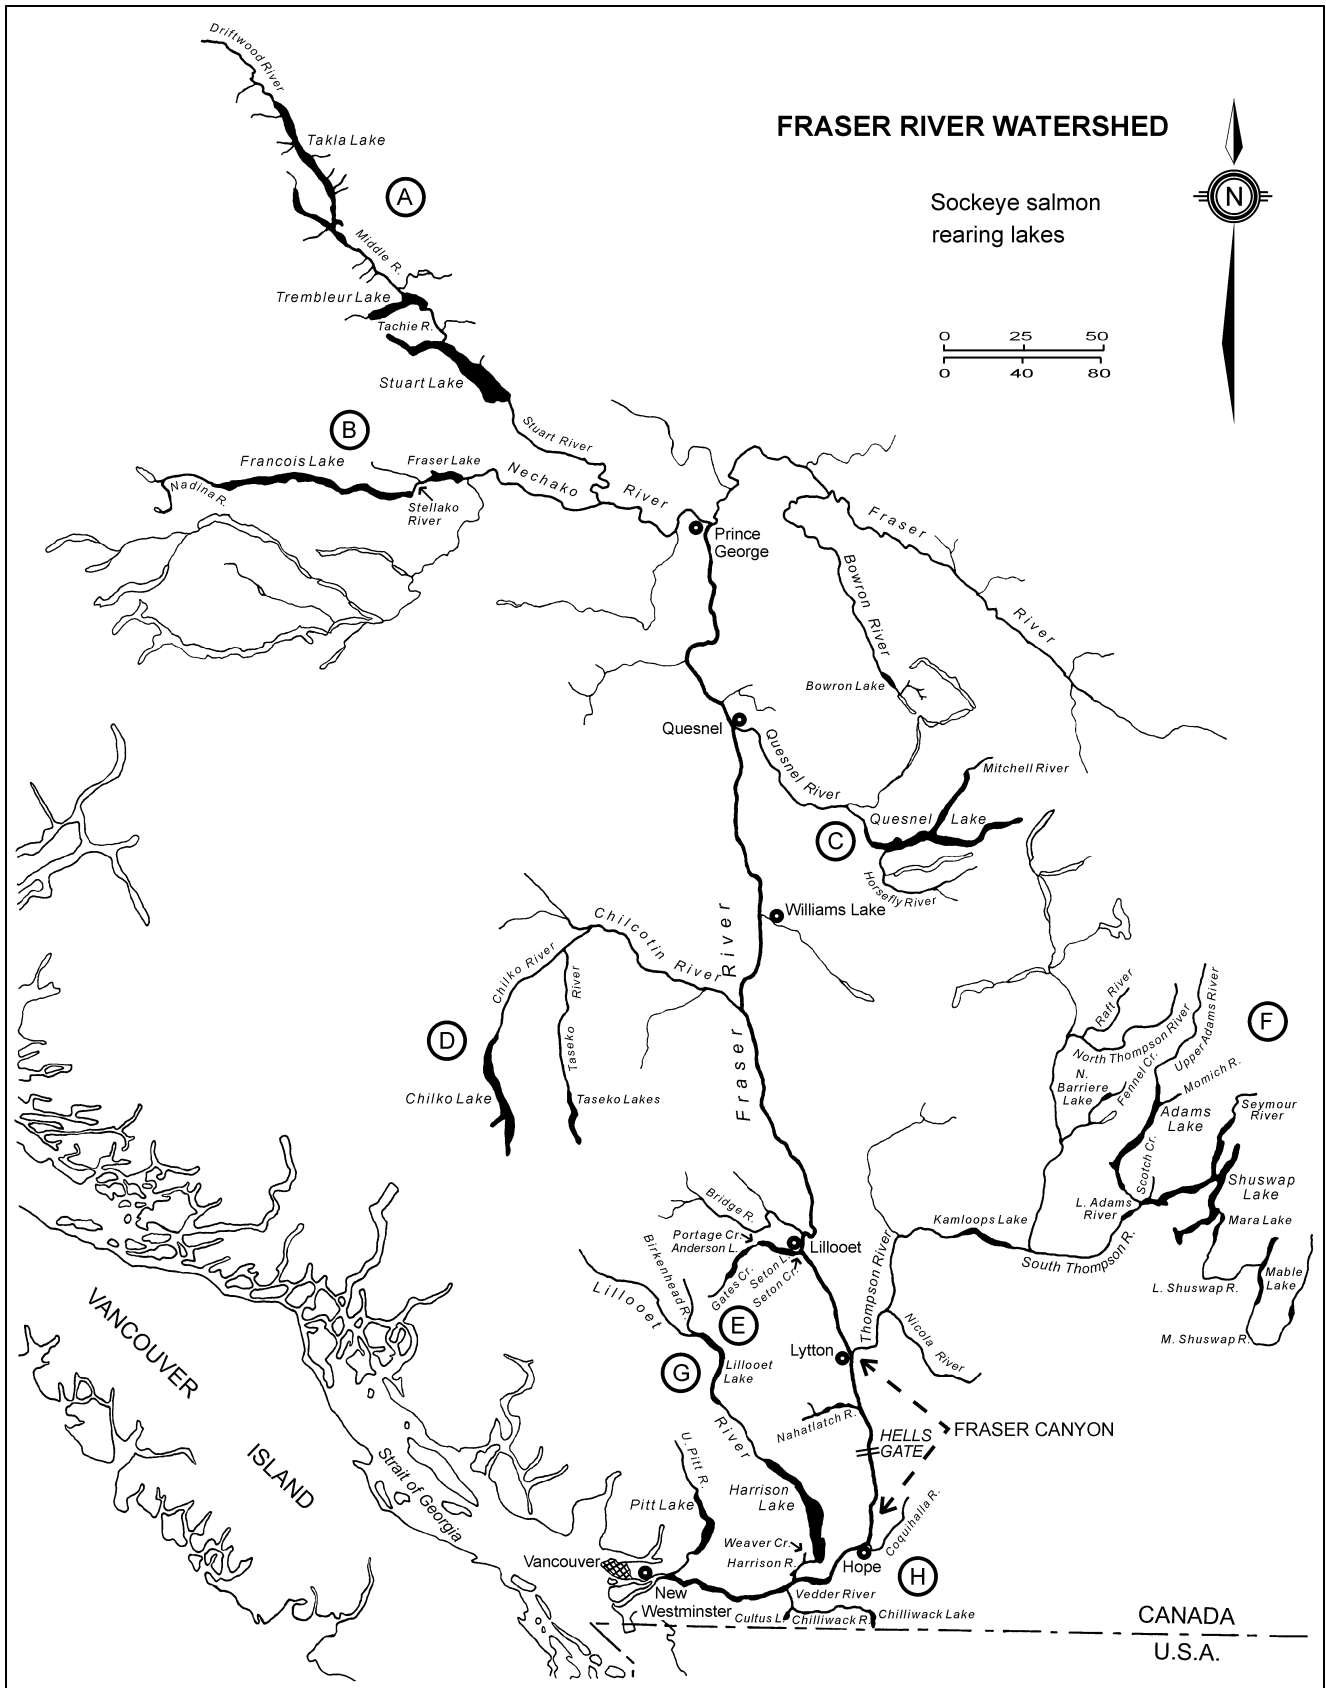 Driftwood River
FRASER RIVER WATERSHED
Takla Lake
A
N
Sockeye salmon
rearing lakes
Middle R.
Trembleur Lake
Tachie R.
0 25 50
0 40 80
Stuart Lake
B
Stuart River
Francois Lake
Fraser Lake
Nechako
River
Nadina R.
Stellako
River
Fraser
River
Prince
George
Bowron River
Bowron Lake
Quesnel
Quesnel River
Mitchell River
Quesnel Lake
C
Horsefly River
Williams Lake
Chilcotin River
Fraser River
Chilko River
Taseko River
D
Chilko Lake
Taseko Lakes
Raft River
North Thompson River
Upper Adams River
F
N.
Barriere
Lake
Fennel Cr.
Momich R.
Adams
Lake
Seymour
River
Scotch Cr.
Shuswap
Lake
L. Adams
River
Mara Lake
Kamloops Lake
South Thompson R.
Mable
Lake
L. Shuswap R.
M. Shuswap R.
Bridge R.
Portage Cr.
Anderson L.
Lillooet
Gates Cr.
Seton L.
Seton Cr.
Birkenhead R.
Lillooet
River
E
Thompson River
Nicola River
Lytton
G
Lillooet
Lake
Nahatlatch R.
HELLS
GATE
FRASER CANYON
VANCOUVER
ISLAND
Strait of Georgia
U. Pitt R.
Pitt Lake
Harrison
Lake
Weaver Cr.
Harrison R.
Coquihalla R.
Hope
H
Vancouver
New
Westminster
Vedder River
Cultus L.
Chilliwack R.
Chilliwack Lake
CANADA
U.S.A.